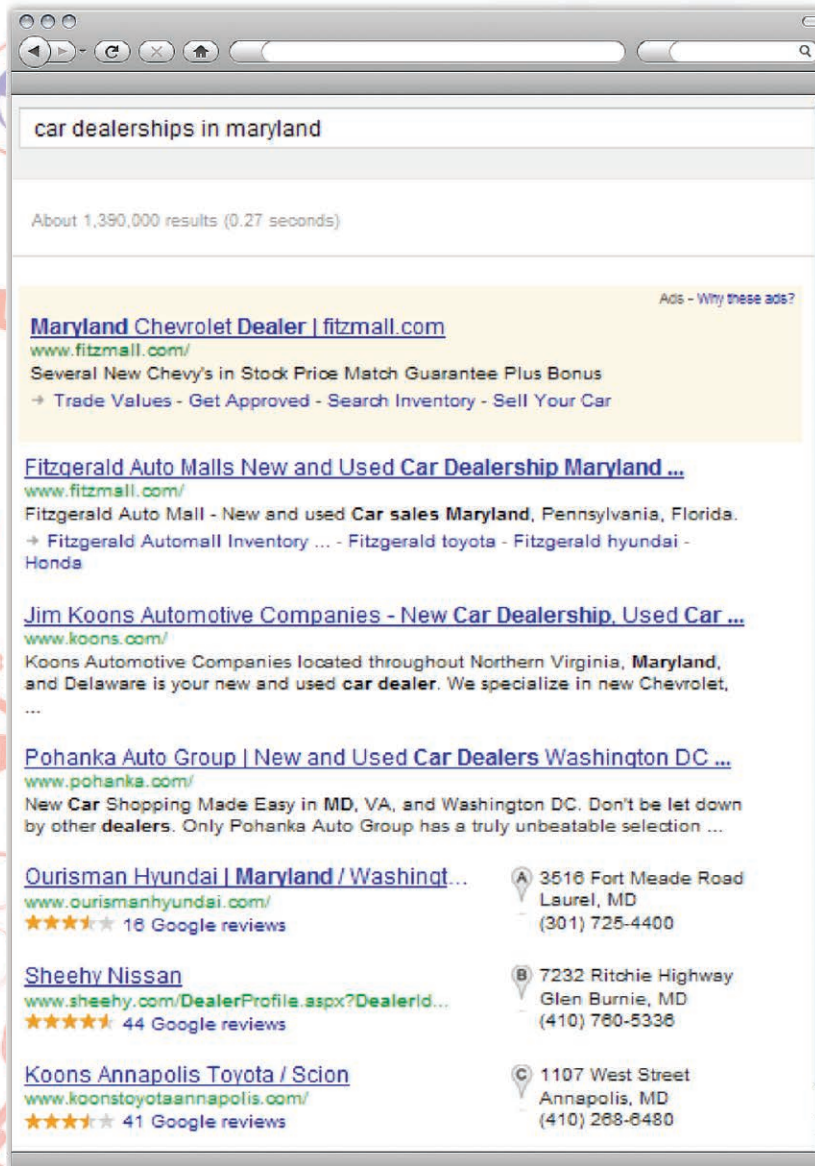 car dealerships in maryland
About 1,390,000 results (0.27 seconds)
Ads - Why these ads?
Maryland Chevrolet Dealer | fitzmall.com
www.fitzmall.com/
Several New Chevy's in Stock Price Match Guarantee Plus Bonus
→ Trade Values - Get Approved - Search Inventory - Sell Your Car
Fitzgerald Auto Malls New and Used Car Dealership Maryland ...
www.fitzmall.com/
Fitzgerald Auto Mall - New and used Car sales Maryland, Pennsylvania, Florida.
→ Fitzgerald Automall Inventory ... - Fitzgerald toyota - Fitzgerald hyundai -
Honda
Jim Koons Automotive Companies - New Car Dealership, Used Car ...
www.koons.com/
Koons Automotive Companies located throughout Northern Virginia, Maryland,
and Delaware is your new and used car dealer. We specialize in new Chevrolet,
...
Pohanka Auto Group | New and Used Car Dealers Washington DC ...
www.pohanka.com/
New Car Shopping Made Easy in MD, VA, and Washington DC. Don't be let down
by other dealers. Only Pohanka Auto Group has a truly unbeatable selection ...
Ourisman Hyundai | Maryland / Washingt...
www.ourismanhyundai.com/
16 Google reviews
A 3516 Fort Meade Road
Laurel, MD
(301) 725-4400
Sheehy Nissan
www.sheehy.com/DealerProfile.aspx?DealerId...
44 Google reviews
B 7232 Ritchie Highway
Glen Burnie, MD
(410) 760-5336
Koons Annapolis Toyota / Scion
www.koonstoyotaannapolis.com/
41 Google reviews
C 1107 West Street
Annapolis, MD
(410) 268-6480